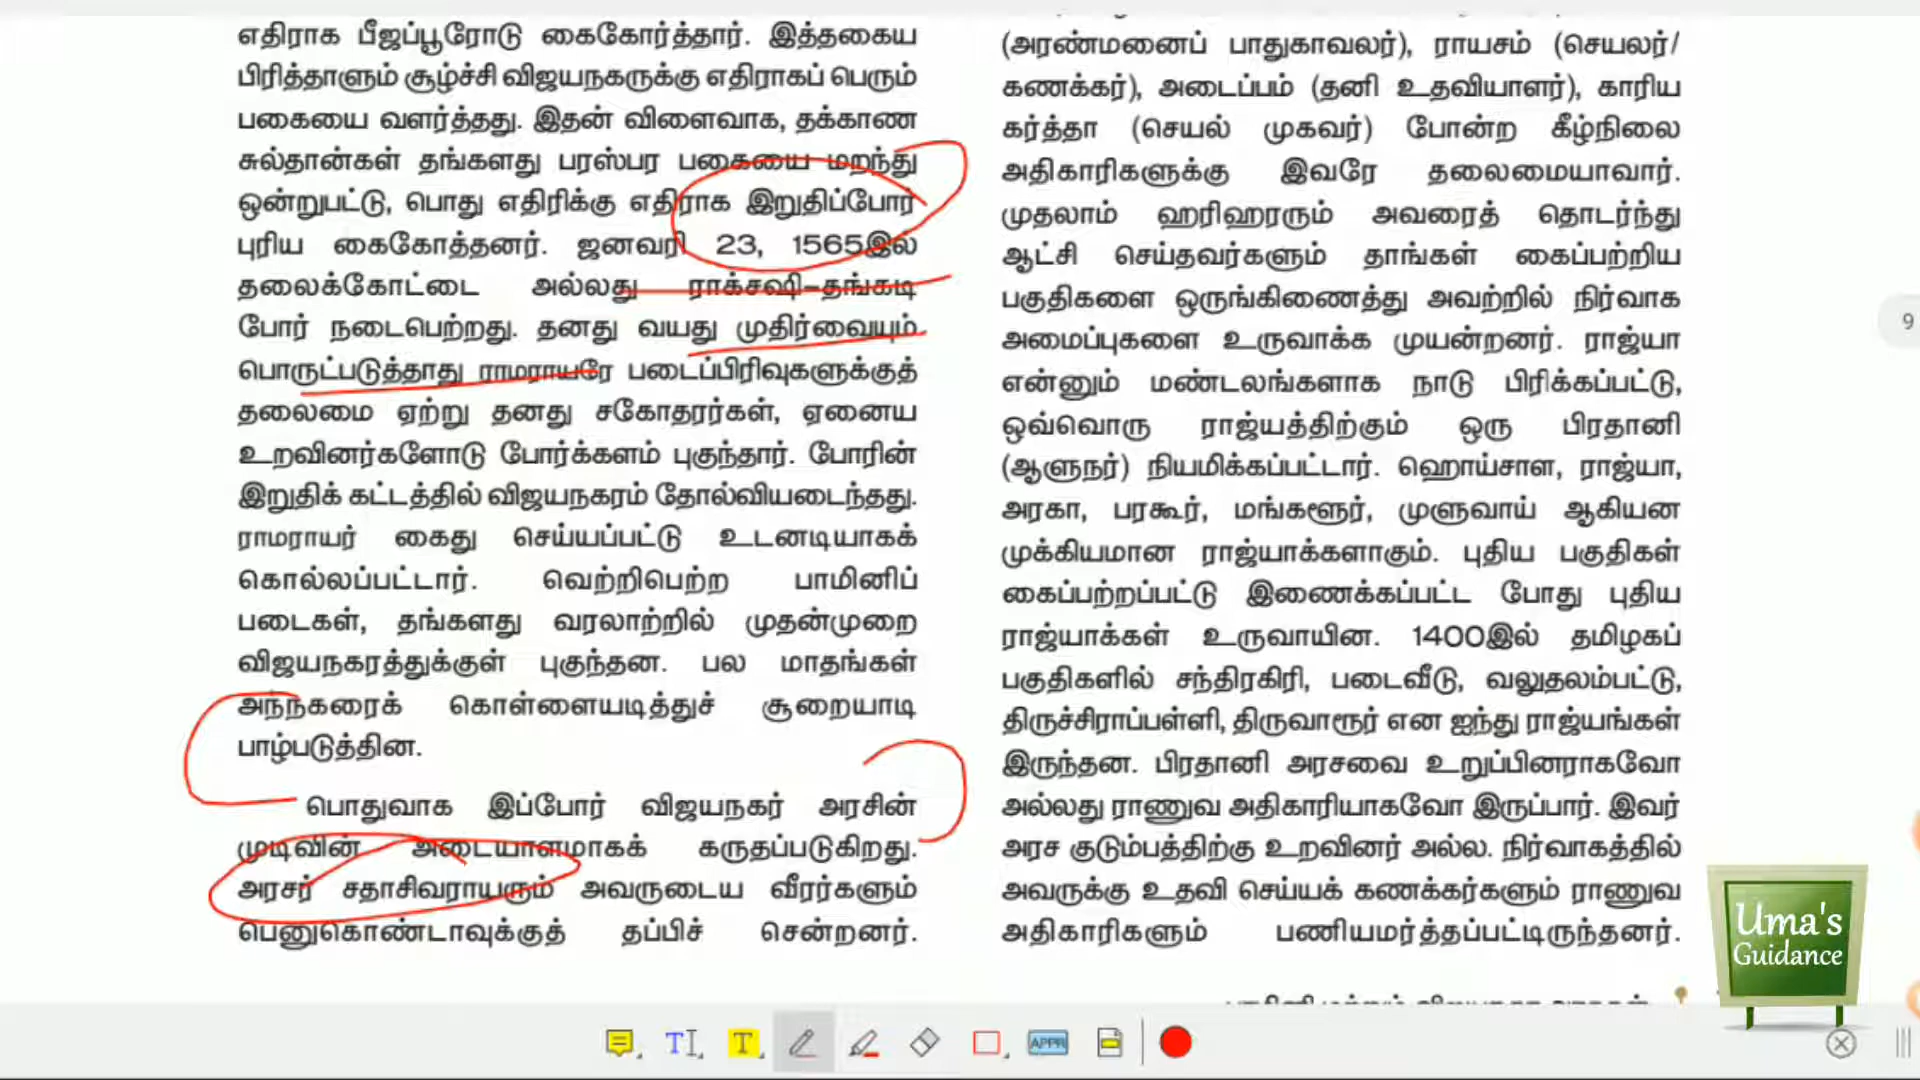 எதிராக பீஜப்பூரோடு கைகோர்த்தார். இத்தகைய
பிரித்தாளும் சூழ்ச்சி விஜயநகருக்கு எதிராகப் பெரும்
பகையை வளர்த்தது. இதன் விளைவாக, தக்காண
சுல்தான்கள் தங்களது பரஸ்பர பகையை மறந்து
ஒன்றுபட்டு, பொது எதிரிக்கு எதிராக இறுதிப்போர்
புரிய கைகோத்தனர். ஜனவரி 23, 1565இல்
தலைக்கோட்டை அல்லது ராக்சஷி–தங்கடி
போர் நடைபெற்றது. தனது வயது முதிர்வையும்
பொருட்படுத்தாது ராமராயரே படைப்பிரிவுகளுக்குத்
தலைமை ஏற்று தனது சகோதரர்கள், ஏனைய
உறவினர்களோடு போர்க்களம் புகுந்தார். போரின்
இறுதிக் கட்டத்தில் விஜயநகரம் தோல்வியடைந்தது.
ராமராயர் கைது செய்யப்பட்டு உடனடியாகக்
கொல்லப்பட்டார். வெற்றிபெற்ற பாமினிப்
படைகள், தங்களது வரலாற்றில் முதன்முறை
விஜயநகரத்துக்குள் புகுந்தன. பல மாதங்கள்
அந்நகரைக் கொள்ளையடித்துச் சூறையாடி
பாழ்படுத்தின.
பொதுவாக இப்போர் விஜயநகர் அரசின்
முடிவின் அடையாளமாகக் கருதப்படுகிறது.
அரசர் சதாசிவராயரும் அவருடைய வீரர்களும்
பெனுகொண்டாவுக்குத் தப்பிச் சென்றனர்.
(அரண்மனைப் பாதுகாவலர்), ராயசம் (செயலர்/
கணக்கர்), அடைப்பம் (தனி உதவியாளர்), காரிய
கர்த்தா (செயல் முகவர்) போன்ற கீழ்நிலை
அதிகாரிகளுக்கு இவரே தலைமையாவார்.
முதலாம் ஹரிஹரரும் அவரைத் தொடர்ந்து
ஆட்சி செய்தவர்களும் தாங்கள் கைப்பற்றிய
பகுதிகளை ஒருங்கிணைத்து அவற்றில் நிர்வாக
அமைப்புகளை உருவாக்க முயன்றனர். ராஜ்யா
என்னும் மண்டலங்களாக நாடு பிரிக்கப்பட்டு,
ஒவ்வொரு ராஜ்யத்திற்கும் ஒரு பிரதானி
(ஆளுநர்) நியமிக்கப்பட்டார். ஹொய்சாள, ராஜ்யா,
அரகா, பரகூர், மங்களூர், முளுவாய் ஆகியன
முக்கியமான ராஜ்யாக்களாகும். புதிய பகுதிகள்
கைப்பற்றப்பட்டு இணைக்கப்பட்ட போது புதிய
ராஜ்யாக்கள் உருவாயின. 1400இல் தமிழகப்
பகுதிகளில் சந்திரகிரி, படைவீடு, வலுதலம்பட்டு,
திருச்சிராப்பள்ளி, திருவாரூர் என ஐந்து ராஜ்யங்கள்
இருந்தன. பிரதானி அரசவை உறுப்பினராகவோ
அல்லது ராணுவ அதிகாரியாகவோ இருப்பார். இவர்
அரச குடும்பத்திற்கு உறவினர் அல்ல. நிர்வாகத்தில்
அவருக்கு உதவி செய்யக் கணக்கர்களும் ராணுவ
அதிகாரிகளும் பணியமர்த்தப்பட்டிருந்தனர்.
9
Uma's
Guidance
T
T
APPR